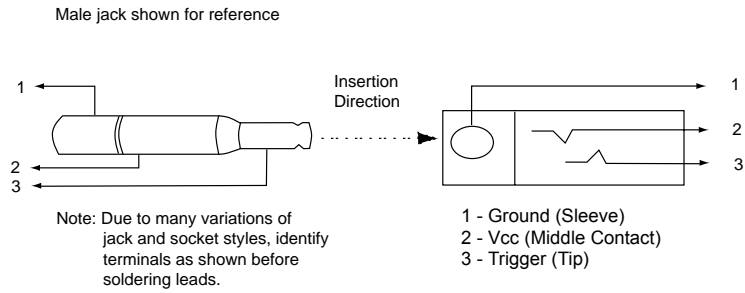 Male jack shown for reference
1
2
3
Insertion
Direction
1
2
3
Note: Due to many variations of
jack and socket styles, identify
terminals as shown before
soldering leads.
1 - Ground (Sleeve)
2 - Vcc (Middle Contact)
3 - Trigger (Tip)